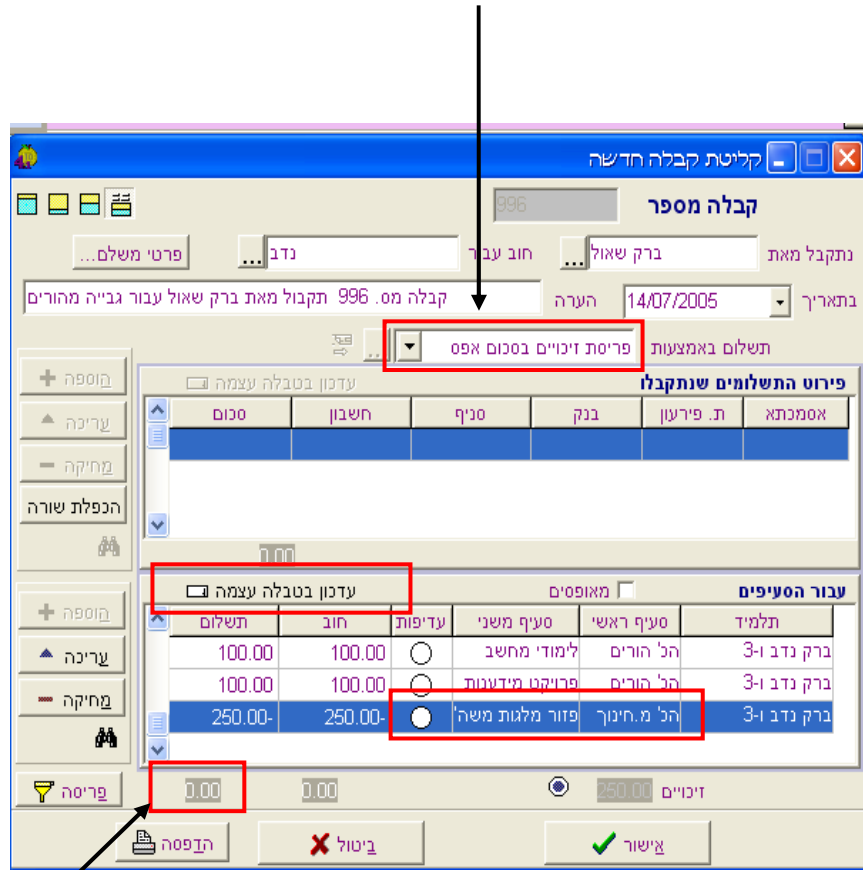 קליטת קבלה חדשה
קבלה מספר 996
נתקבל מאת ברק שאול ... חוב עבור נדב ... פרטי משלם...
בתאריך 14/07/2005 הערה קבלה מס. 996 תקבול מאת ברק שאול עבור גבייה מהורים
תשלום באמצעות פריסת זיכויים בסכום אפס ...
פירוט התשלומים שנתקבלו עדכון בטבלה עצמה
הוספה
אסמכתא ת. פירעון בנק סניף חשבון סכום
עריכה
מחיקה
הכפלת שורה
0.00
עבור הסעיפים מאופסים עדכון בטבלה עצמה
הוספה
תלמיד סעיף ראשי סעיף משני עדיפות חוב תשלום
ברק נדב ו-3 הכ' הורים לימודי מחשב 100.00 100.00
עריכה
ברק נדב ו-3 הכ' הורים פרויקט מידענות 100.00 100.00
מחיקה
ברק נדב ו-3 הכ' מ.חינוך פזור מלגות משה' 250.00- 250.00-
זיכויים 250.00 0.00 0.00 פריסה
אישור ביטול הדפסה